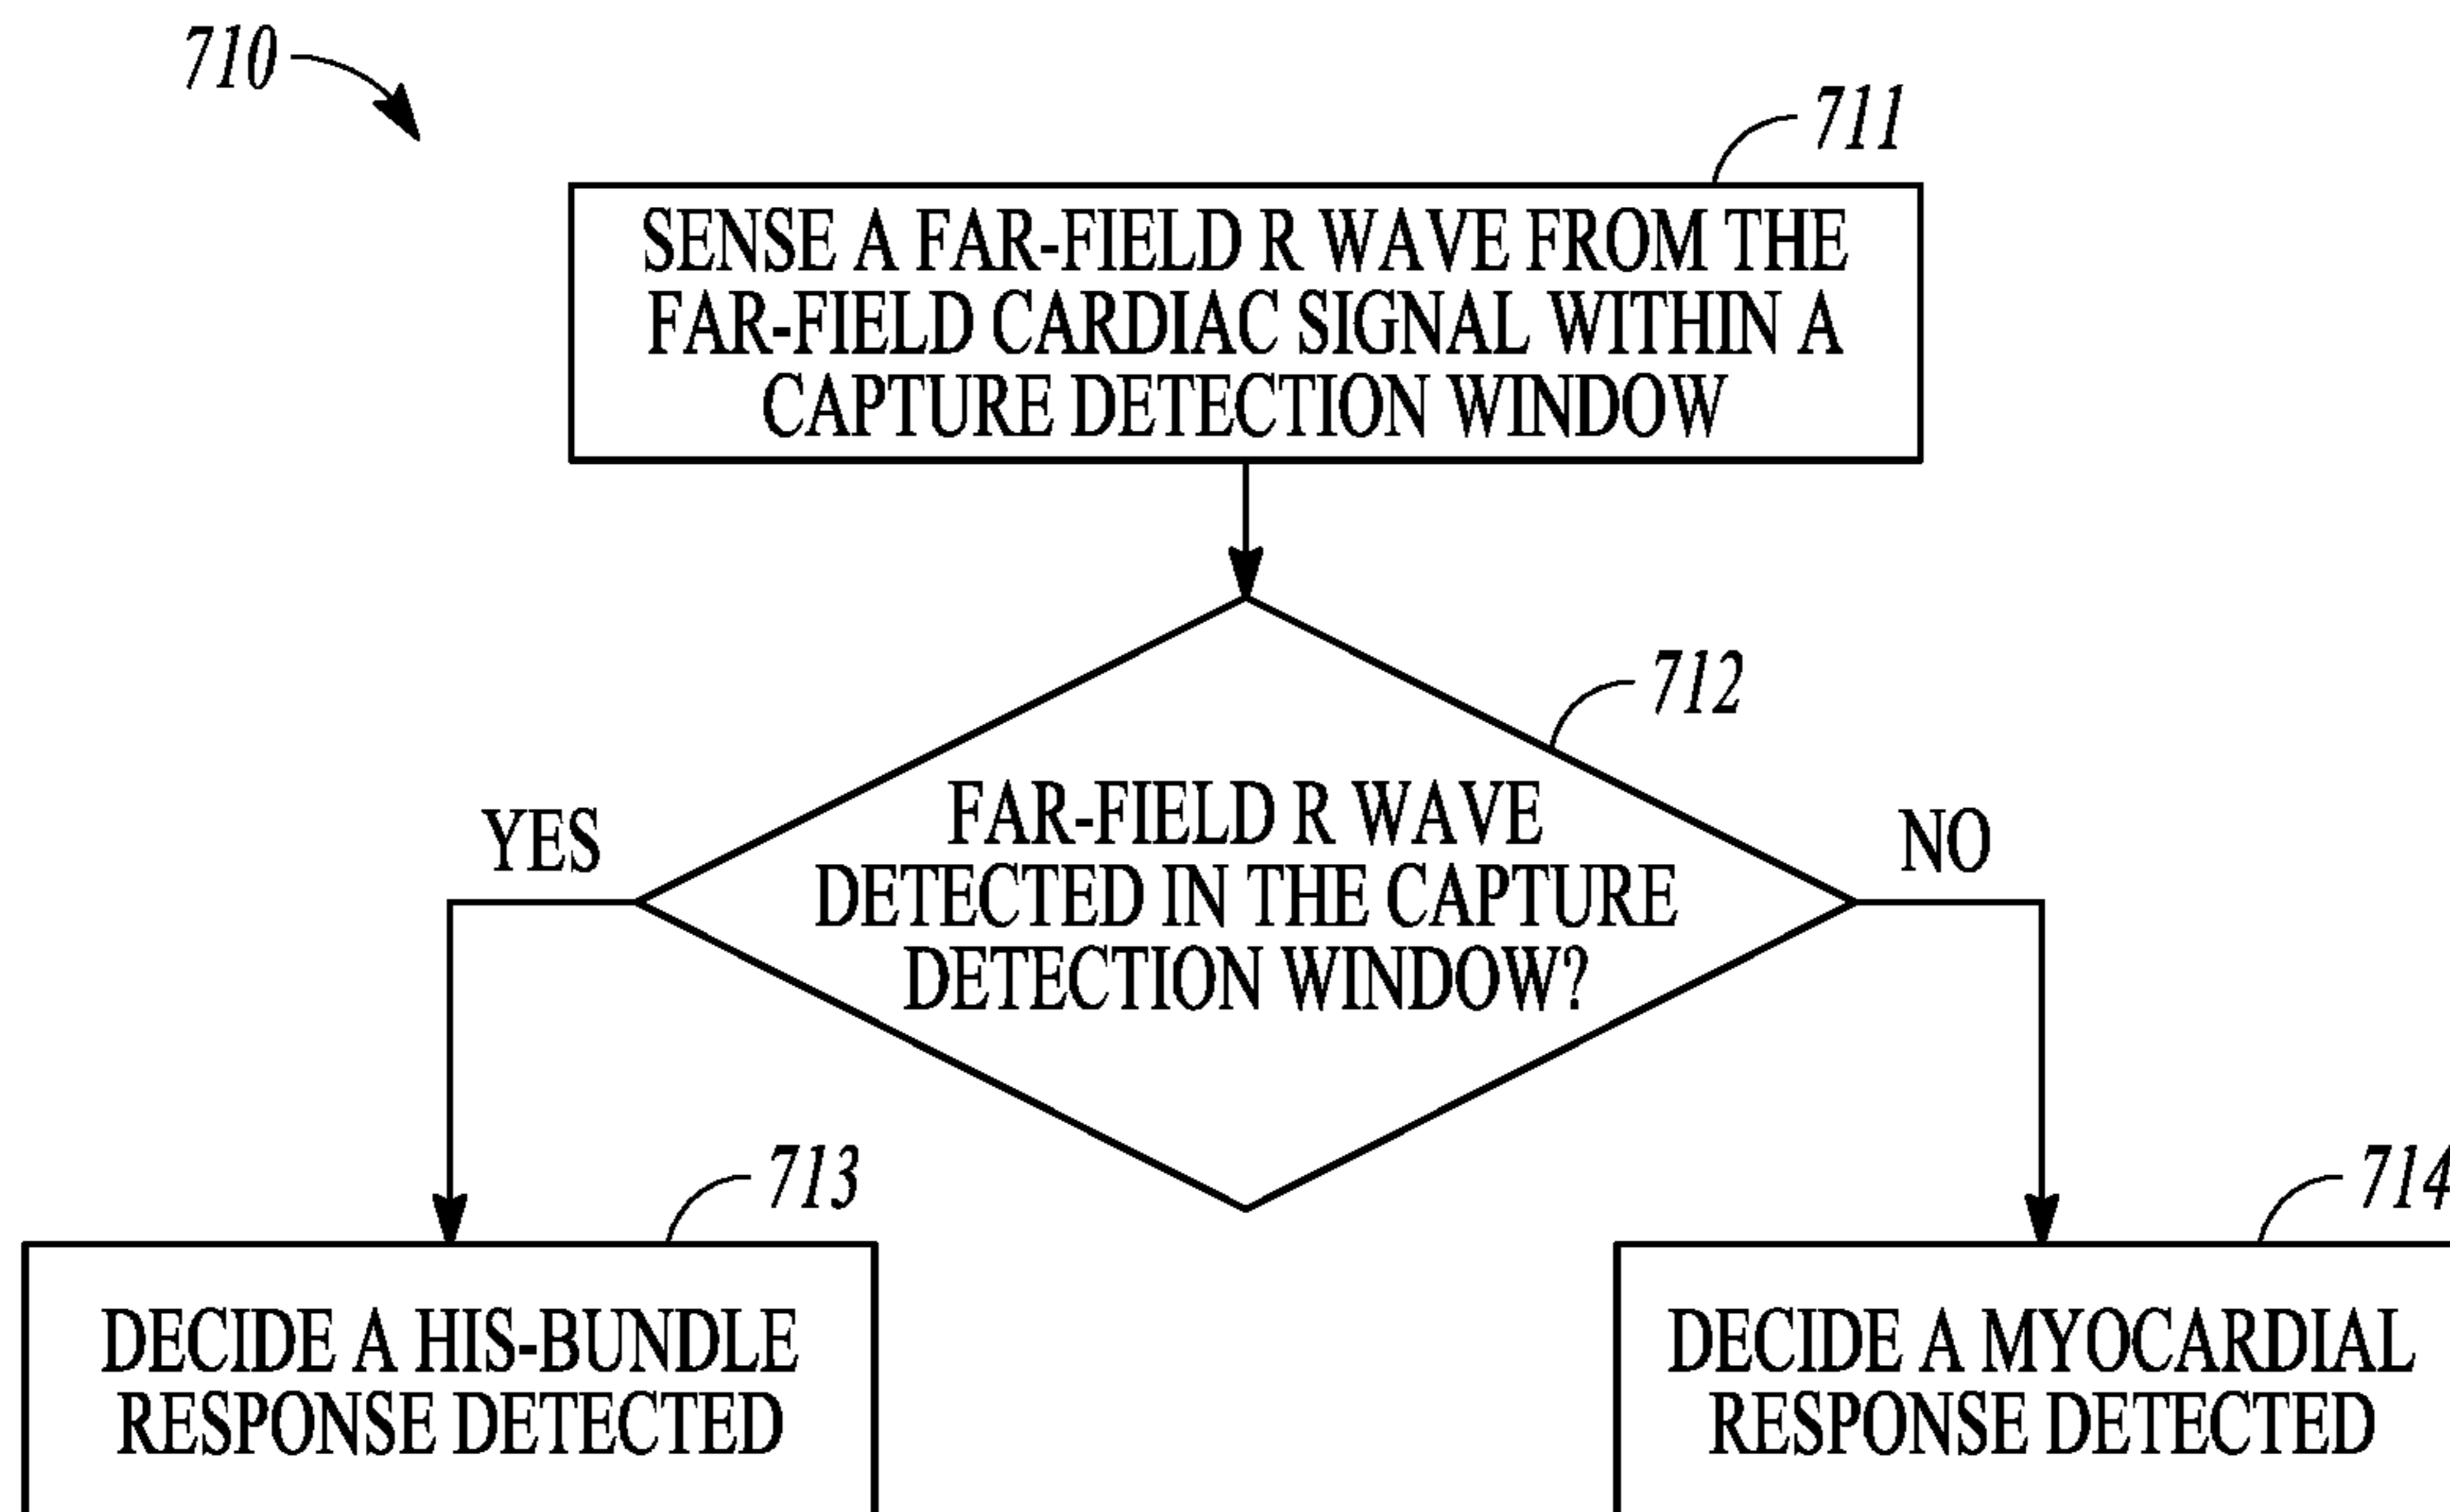 710
711
SENSE A FAR-FIELD R WAVE FROM THE
FAR-FIELD CARDIAC SIGNAL WITHIN A
CAPTURE DETECTION WINDOW
712
FAR-FIELD R WAVE
DETECTED IN THE CAPTURE
DETECTION WINDOW?
YES
NO
713
DECIDE A HIS-BUNDLE
RESPONSE DETECTED
714
DECIDE A MYOCARDIAL
RESPONSE DETECTED